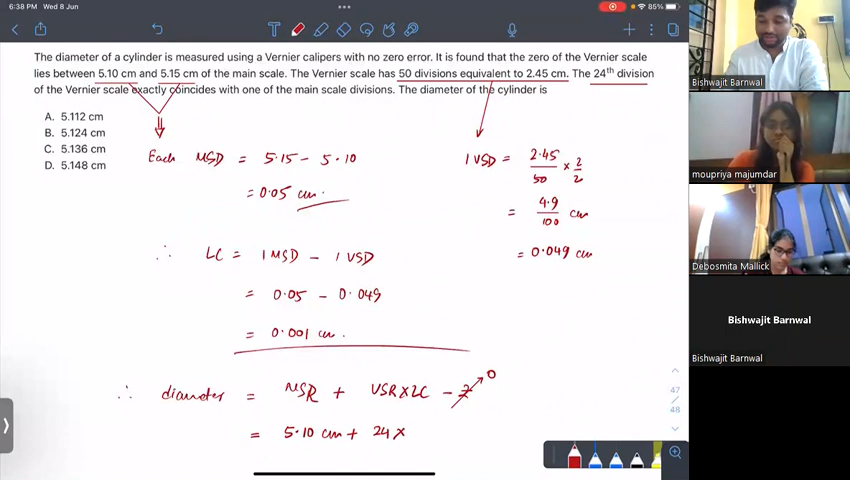 6:38 PM Wed 8 Jun
85%
The diameter of a cylinder is measured using a Vernier calipers with no zero error. It is found that the zero of the Vernier scale
lies between 5.10 cm and 5.15 cm of the main scale. The Vernier scale has 50 divisions equivalent to 2.45 cm. The 24th division
of the Vernier scale exactly coincides with one of the main scale divisions. The diameter of the cylinder is
A. 5.112 cm
B. 5.124 cm
C. 5.136 cm
D. 5.148 cm
Each MSD = 5.15 - 5.10
= 0.05 cm.
1 VSD = 2.45/50 × 2/2
= 4.9/100 cm
= 0.049 cm
∴ LC = 1 MSD - 1 VSD
= 0.05 - 0.049
= 0.001 cm.
∴ diameter = MSR + VSR×LC - Z 0
= 5.10 cm + 24 ×
47
/
48
Bishwajit Barnwal
moupriya majumdar
Debosmita Mallick
Bishwajit Barnwal
Bishwajit Barnwal